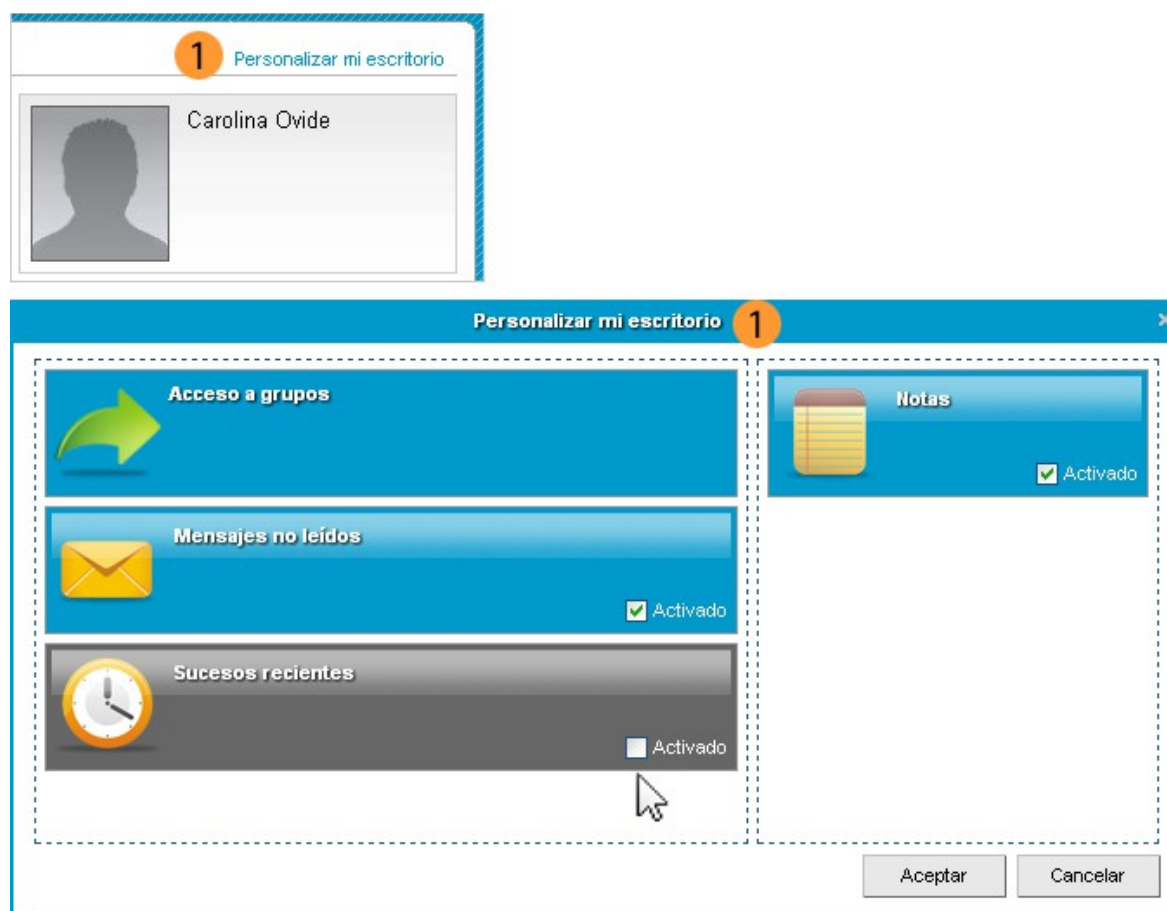 1 Personalizar mi escritorio
Carolina Ovide
Personalizar mi escritorio 1
Acceso a grupos
Mensajes no leídos
Activado
Sucesos recientes
Activado
Notas
Activado
Aceptar Cancelar